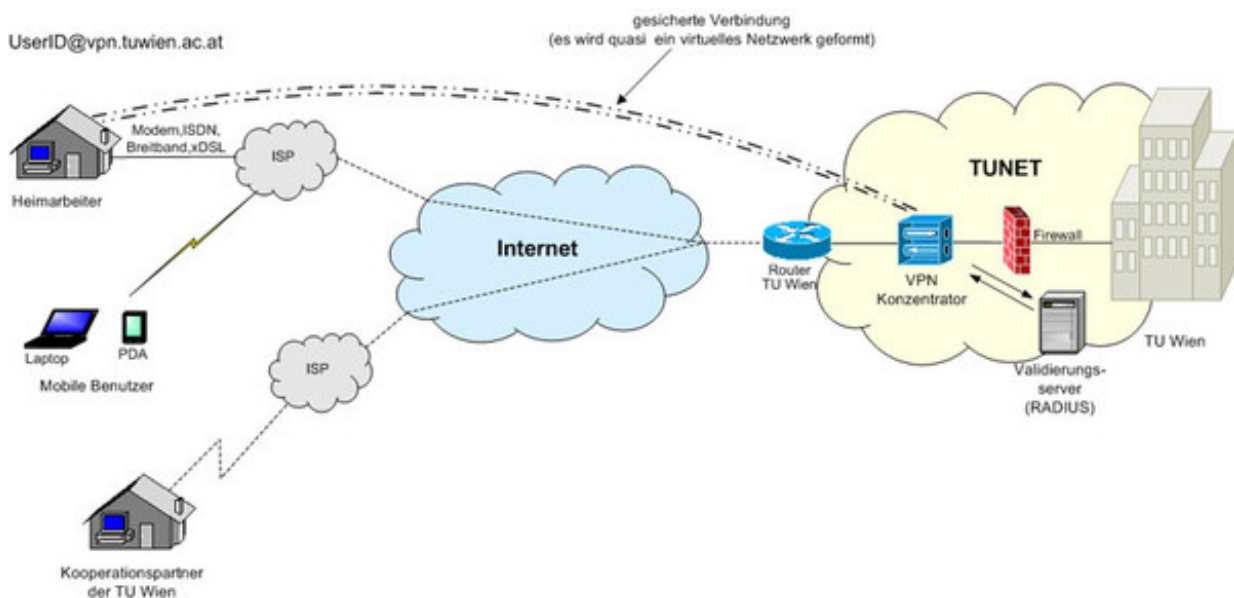 gesicherte Verbindung
(es wird quasi ein virtuelles Netzwerk geformt)
UserID@vpn.tuwien.ac.at
Modem,ISDN,
Breitband,xDSL
ISP
Heimarbeiter
TUNET
Internet
Firewall
Router
TU Wien
VPN
Konzentrator
Laptop
PDA
Mobile Benutzer
ISP
TU Wien
Validierungs-
server
(RADIUS)
Kooperationspartner
der TU Wien